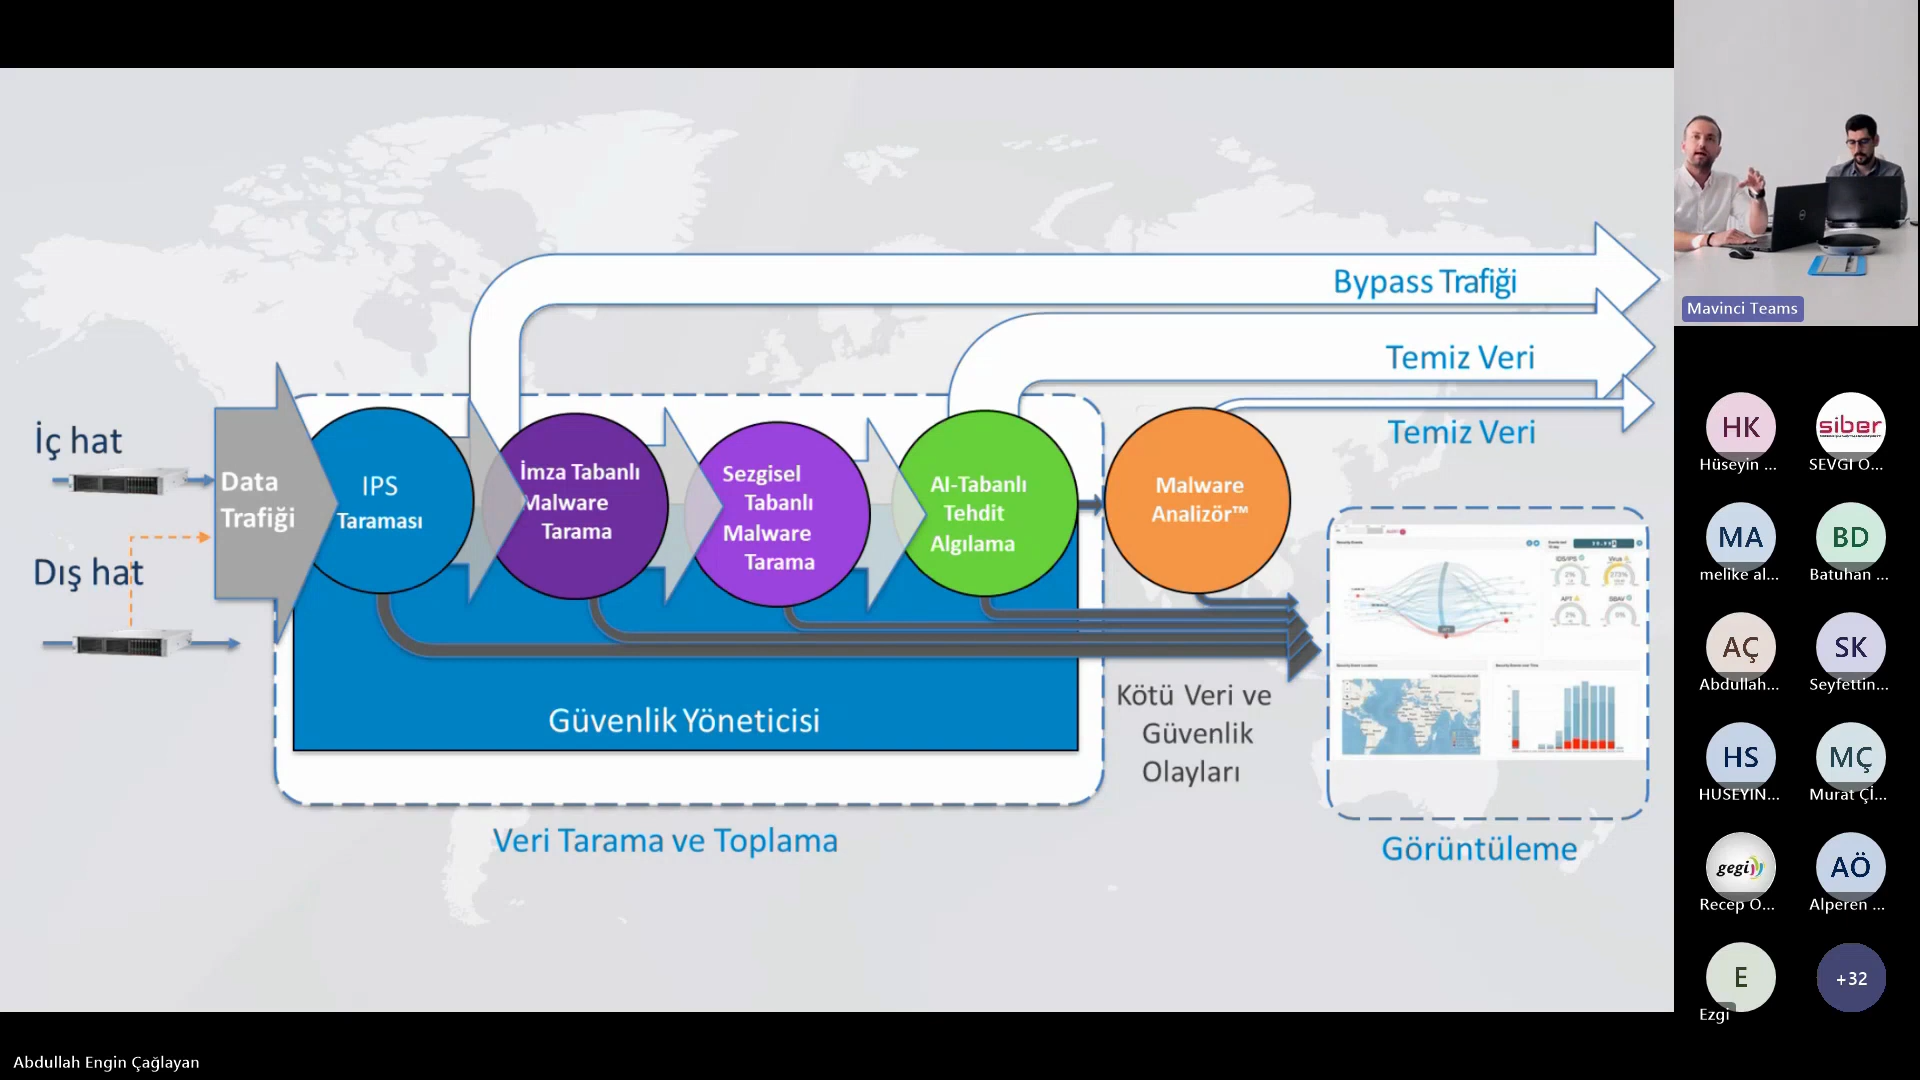 Bypass Trafiği
Temiz Veri
Temiz Veri
İç hat
Dış hat
Data
Trafiği
IPS
Taraması
İmza Tabanlı
Malware
Tarama
Sezgisel
Tabanlı
Malware
Tarama
AI-Tabanlı
Tehdit
Algılama
Malware
Analizör™
Güvenlik Yöneticisi
Kötü Veri ve
Güvenlik
Olayları
Veri Tarama ve Toplama
Görüntüleme
Mavinci Teams
HK
Hüseyin ...
siber
SEVGI O...
MA
melike al...
BD
Batuhan ...
AÇ
Abdullah...
SK
Seyfettin...
HS
HUSEYIN...
MÇ
Murat Çİ...
gegi
Recep O...
AÖ
Alperen ...
E
Ezgi
+32
Abdullah Engin Çağlayan